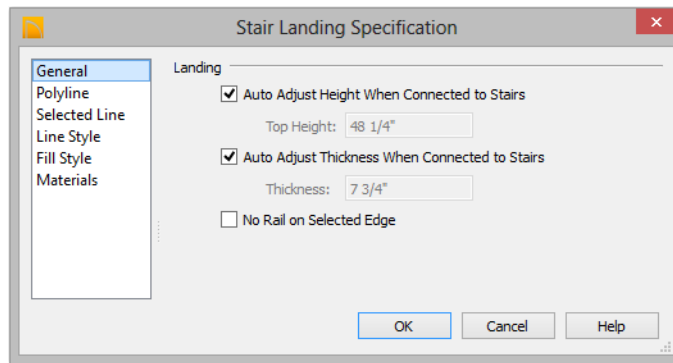 Stair Landing Specification
General
Polyline
Selected Line
Line Style
Fill Style
Materials
Landing
Auto Adjust Height When Connected to Stairs
Top Height: 48 1/4"
Auto Adjust Thickness When Connected to Stairs
Thickness: 7 3/4"
No Rail on Selected Edge
OK Cancel Help